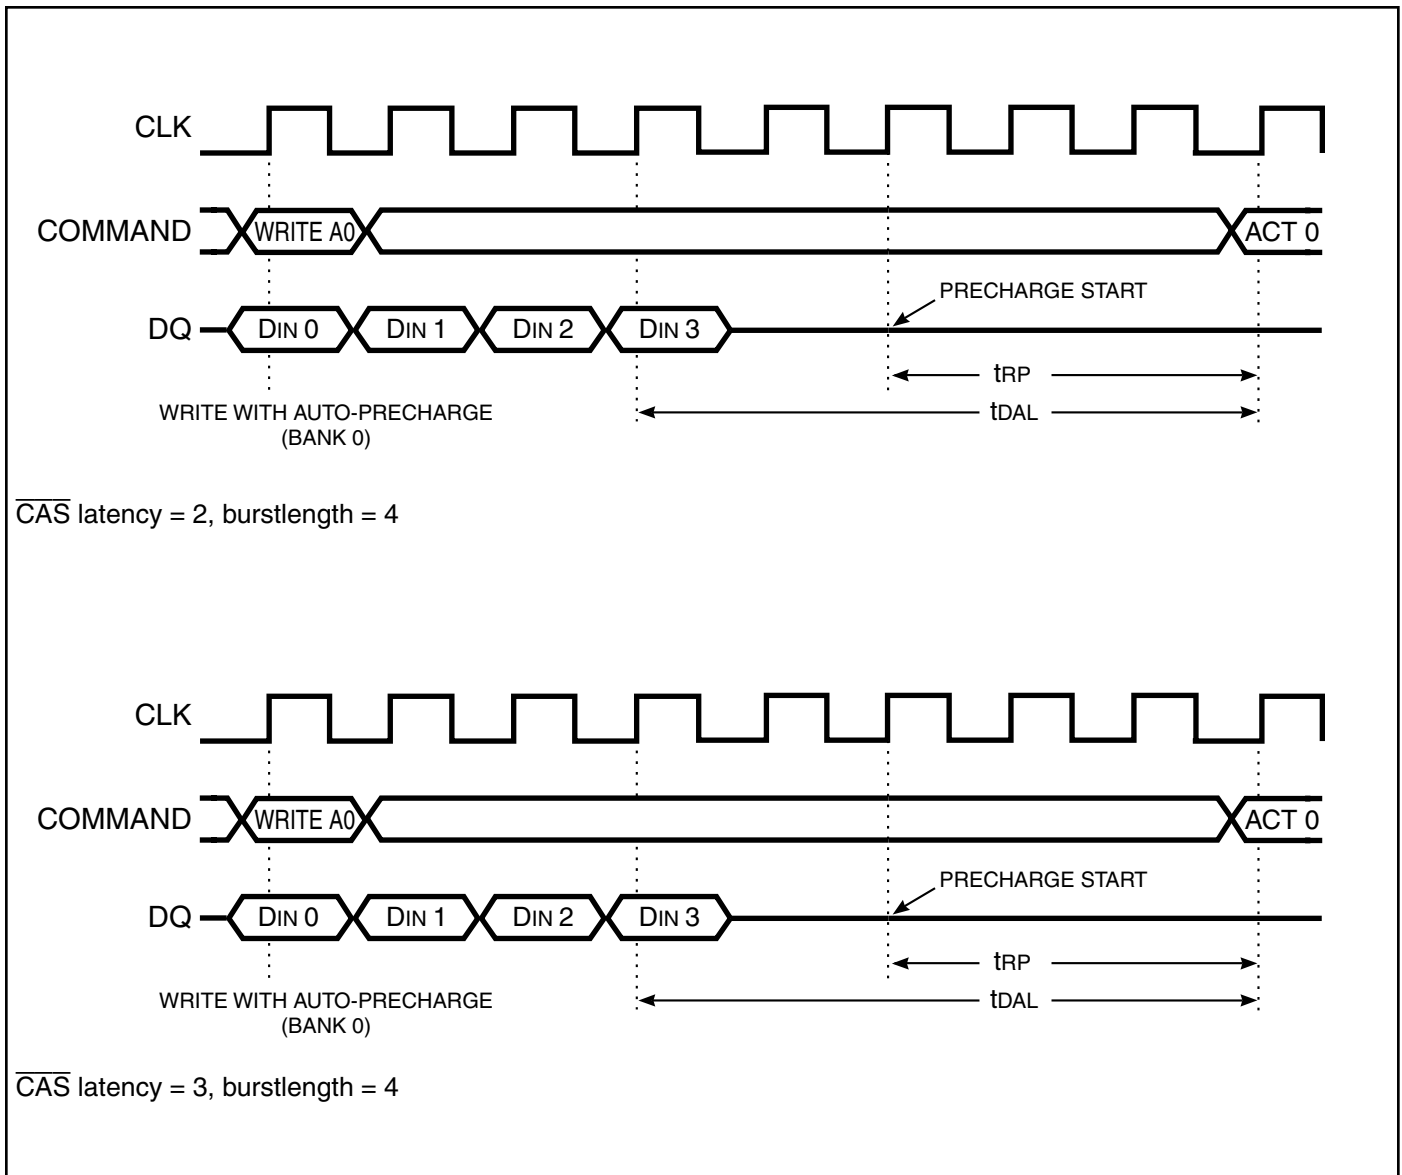 CLK
COMMAND WRITE A0 ACT 0
PRECHARGE START
DQ DIN 0 DIN 1 DIN 2 DIN 3
tRP
WRITE WITH AUTO-PRECHARGE tDAL
(BANK 0)
CAS latency = 2, burstlength = 4
CLK
COMMAND WRITE A0 ACT 0
PRECHARGE START
DQ DIN 0 DIN 1 DIN 2 DIN 3
tRP
WRITE WITH AUTO-PRECHARGE tDAL
(BANK 0)
CAS latency = 3, burstlength = 4